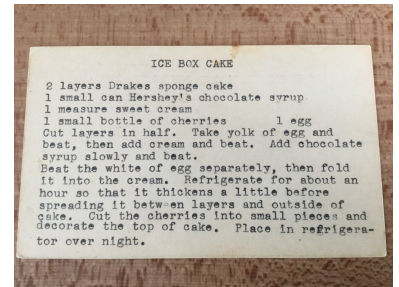 ICE BOX CAKE
2 layers Drakes sponge cake
1 small can Hershey's chocolate syrup
1 measure sweet cream
1 small bottle of cherries 1 egg
Cut layers in half. Take yolk of egg and
beat, then add cream and beat. Add chocolate
syrup slowly and beat.
Beat the white of egg separately, then fold
it into the cream. Refrigerate for about an
hour so that it thickens a little before
spreading it between layers and outside of
cake. Cut the cherries into small pieces and
decorate the top of cake. Place in refrigera-
tor over night.